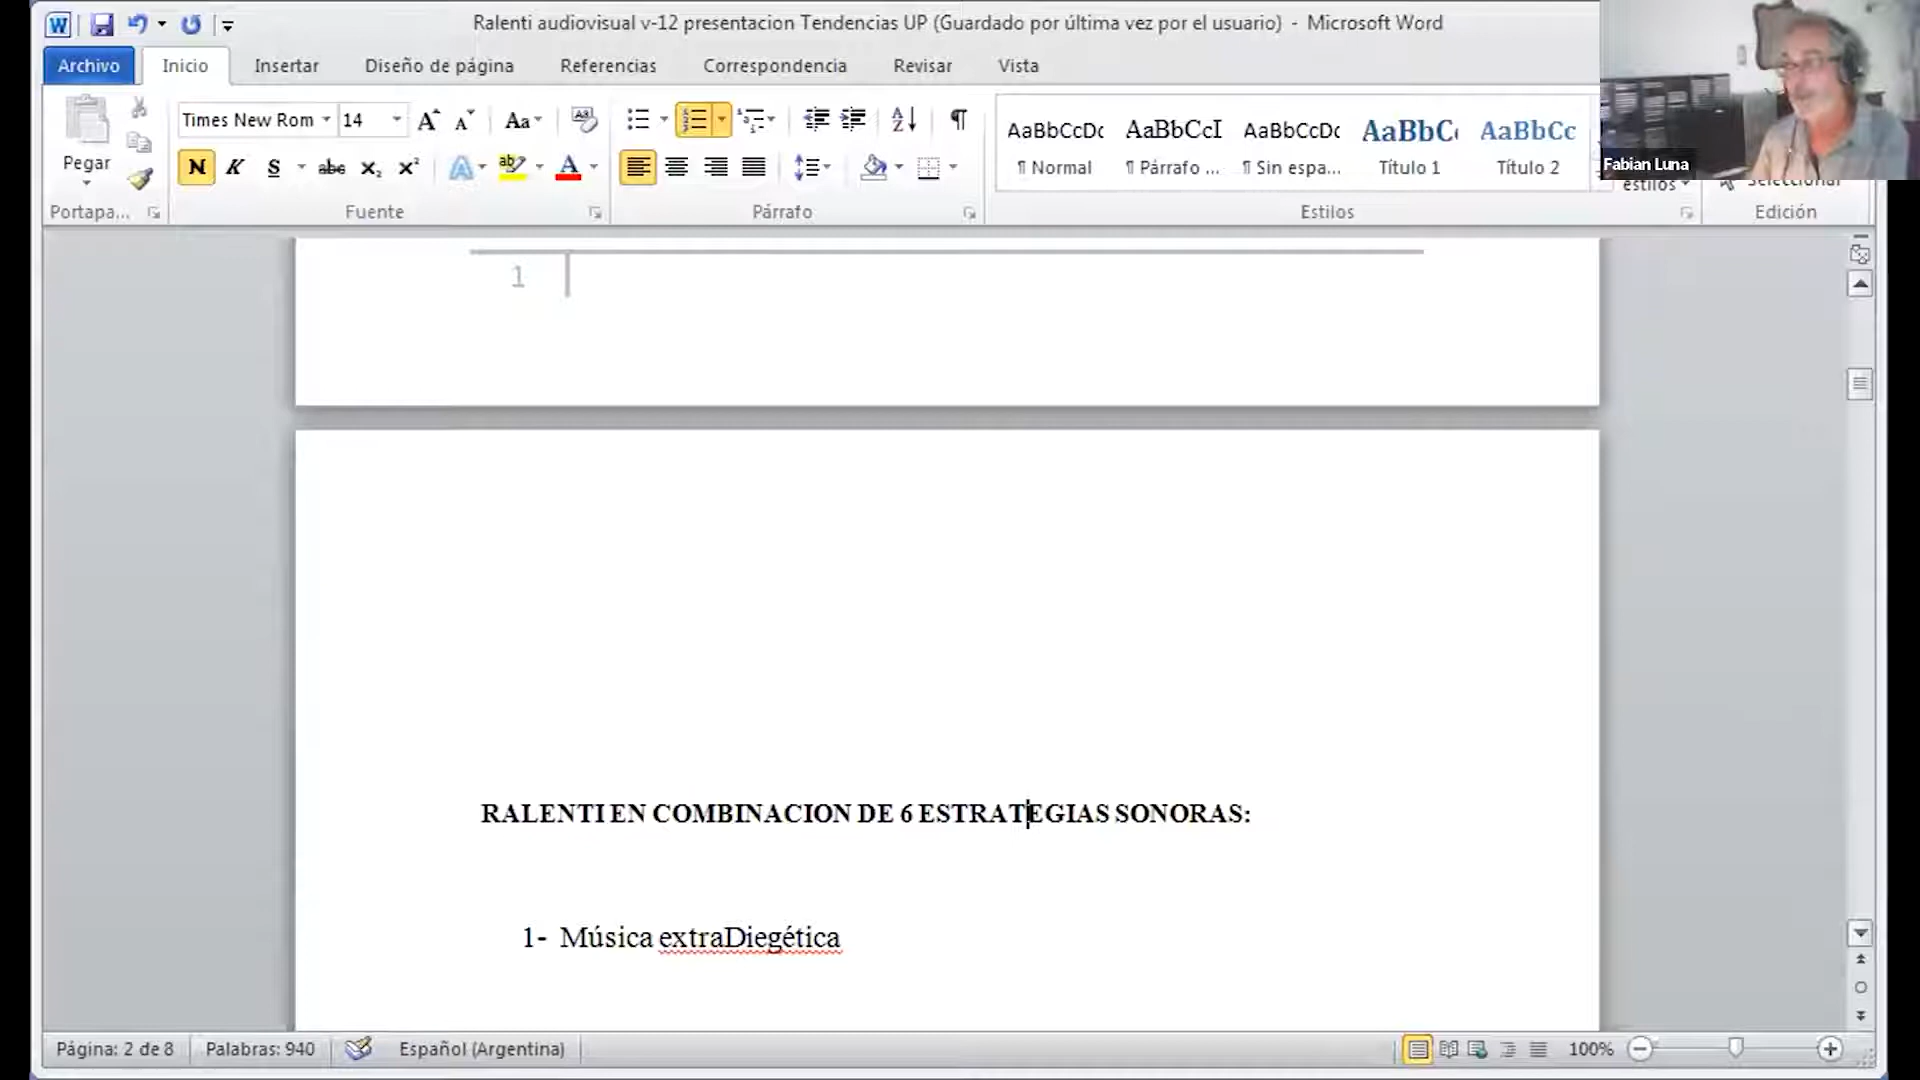 Ralenti audiovisual v-12 presentacion Tendencias UP (Guardado por última vez por el usuario) - Microsoft Word
Archivo Inicio Insertar Diseño de página Referencias Correspondencia Revisar Vista
Times New Rom 14
Pegar
AaBbCcDc AaBbCcI AaBbCcDc AaBbC AaBbCc
¶ Normal ¶ Párrafo ... ¶ Sin espa... Título 1 Título 2
Fabian Luna
estilos Seleccionar
Portapa... Fuente Párrafo Estilos Edición
1
RALENTI EN COMBINACION DE 6 ESTRATEGIAS SONORAS:
1- Música extraDiegética
Página: 2 de 8 Palabras: 940 Español (Argentina) 100%